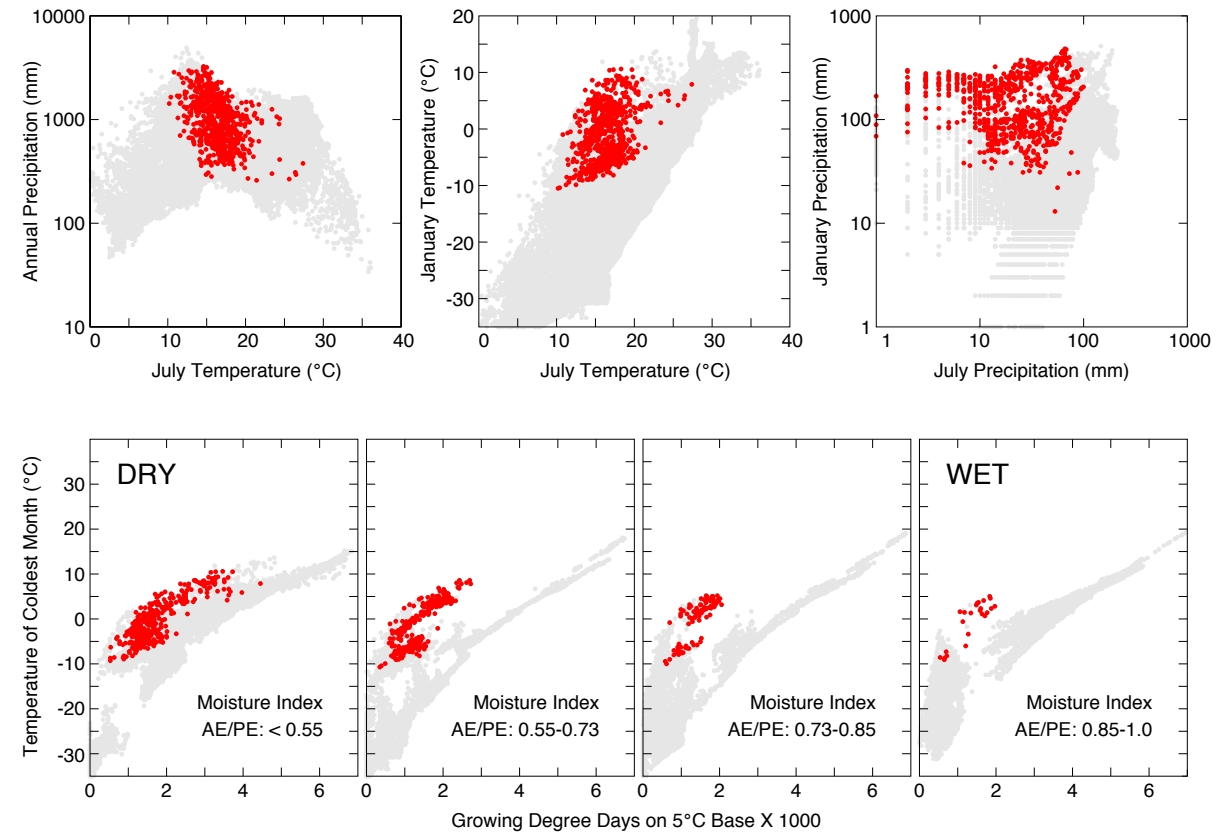 10000
1000
100
10
Annual Precipitation (mm)
0 10 20 30 40
July Temperature (°C)
20
10
0
-10
-20
-30
January Temperature (°C)
0 10 20 30 40
July Temperature (°C)
1000
100
10
1
January Precipitation (mm)
1 10 100 1000
July Precipitation (mm)
Temperature of Coldest Month (°C)
30
20
10
0
-10
-20
-30
DRY
WET
Moisture Index
AE/PE: < 0.55
Moisture Index
AE/PE: 0.55-0.73
Moisture Index
AE/PE: 0.73-0.85
Moisture Index
AE/PE: 0.85-1.0
0 2 4 6
0 2 4 6
0 2 4 6
0 2 4 6
Growing Degree Days on 5°C Base X 1000